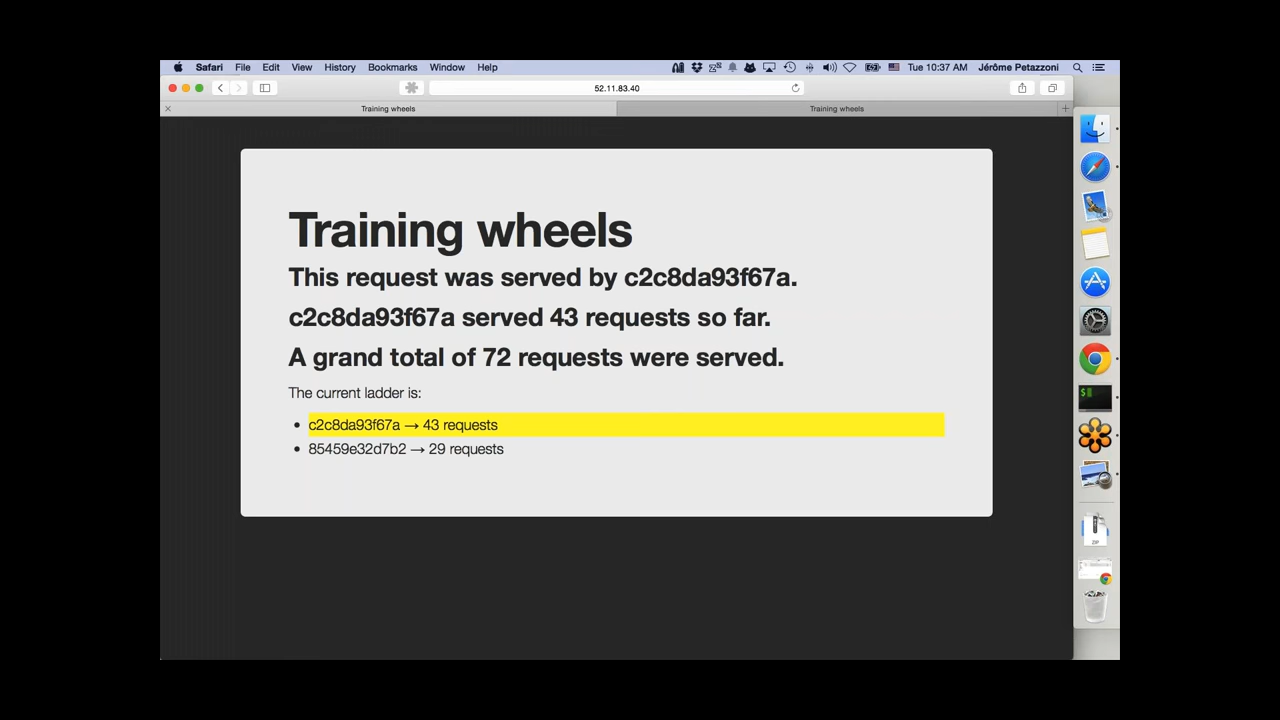 Safari File Edit View History Bookmarks Window Help Tue 10:37 AM Jérôme Petazzoni
52.11.83.40
Training wheels Training wheels
Training wheels
This request was served by c2c8da93f67a.
c2c8da93f67a served 43 requests so far.
A grand total of 72 requests were served.
The current ladder is:
• c2c8da93f67a → 43 requests
• 85459e32d7b2 → 29 requests
ZIP